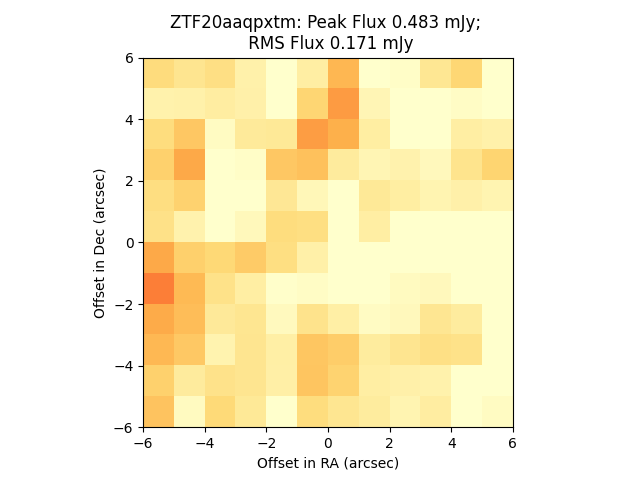 ZTF20aaqpxtm: Peak Flux 0.483 mJy;
RMS Flux 0.171 mJy
6
4
2
0
−2
−4
−6
Offset in Dec (arcsec)
−6 −4 −2 0 2 4 6
Offset in RA (arcsec)